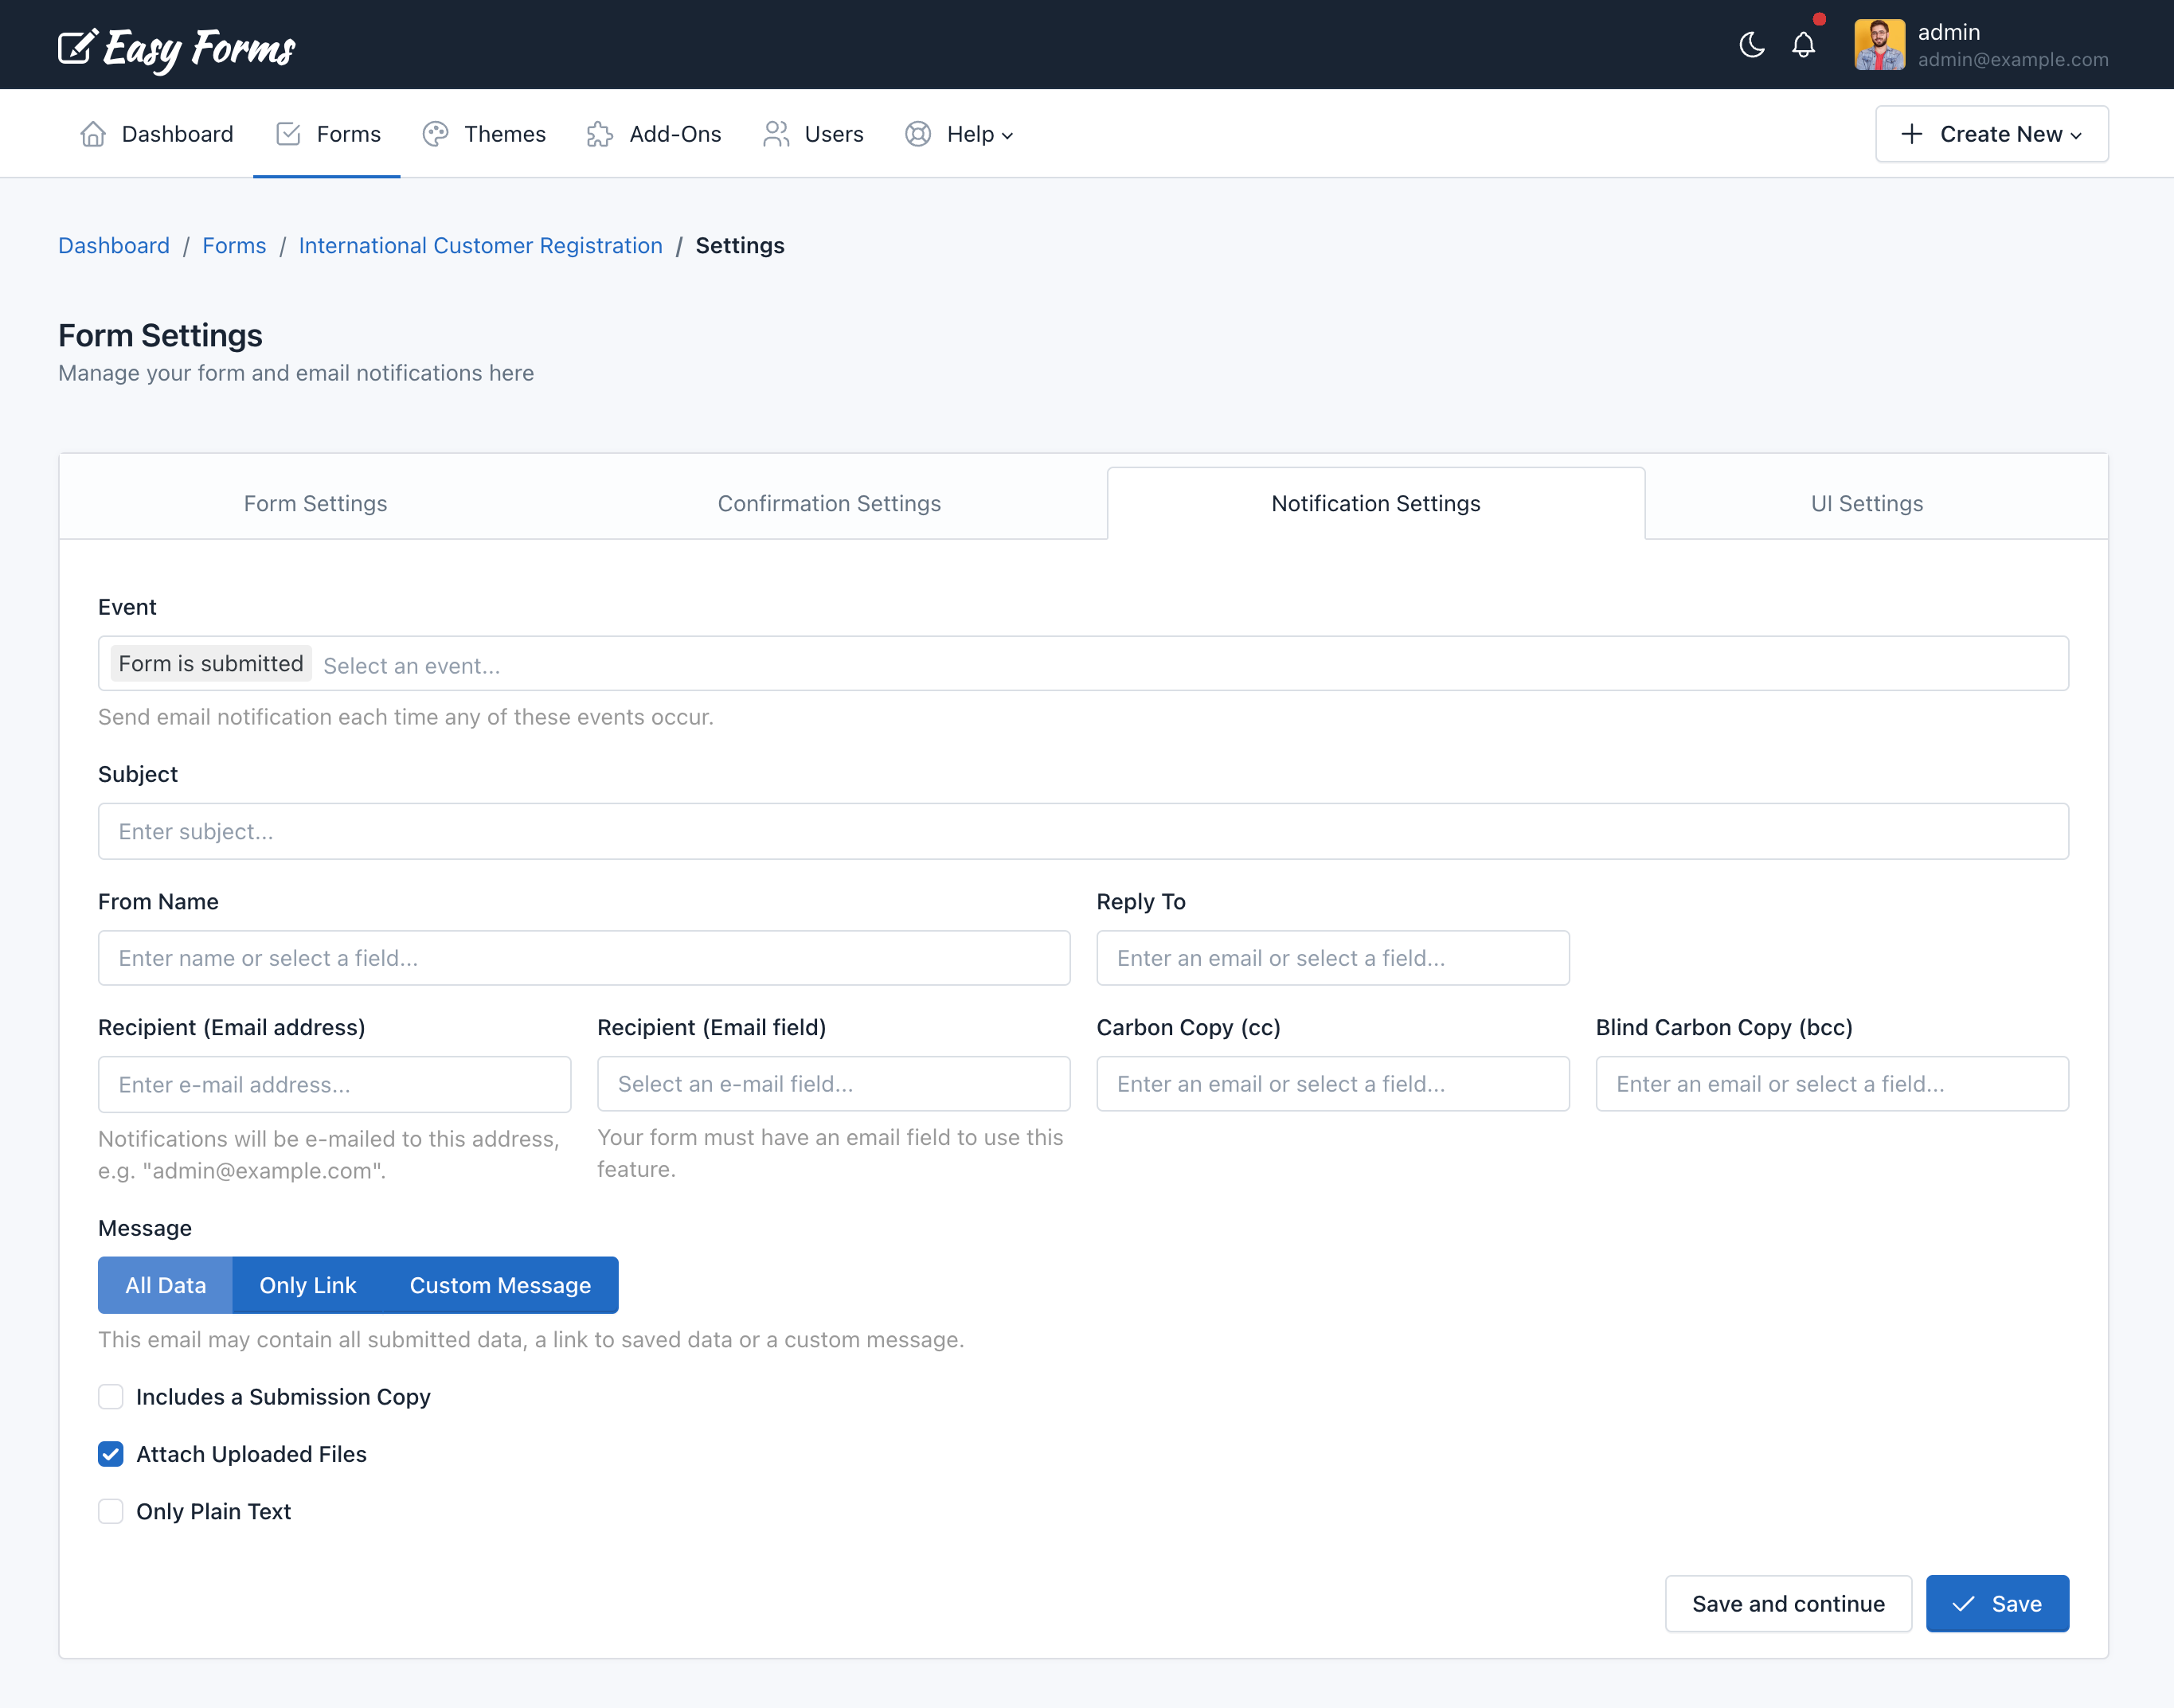 Easy Forms
admin
admin@example.com
Dashboard
Forms
Themes
Add-Ons
Users
Help
Create New
Dashboard / Forms / International Customer Registration / Settings
Form Settings
Manage your form and email notifications here
Form Settings
Confirmation Settings
Notification Settings
UI Settings
Event
Form is submitted Select an event...
Send email notification each time any of these events occur.
Subject
Enter subject...
From Name
Enter name or select a field...
Reply To
Enter an email or select a field...
Recipient (Email address)
Enter e-mail address...
Notifications will be e-mailed to this address,
e.g. "admin@example.com".
Recipient (Email field)
Select an e-mail field...
Your form must have an email field to use this
feature.
Carbon Copy (cc)
Enter an email or select a field...
Blind Carbon Copy (bcc)
Enter an email or select a field...
Message
All Data
Only Link
Custom Message
This email may contain all submitted data, a link to saved data or a custom message.
Includes a Submission Copy
Attach Uploaded Files
Only Plain Text
Save and continue
Save